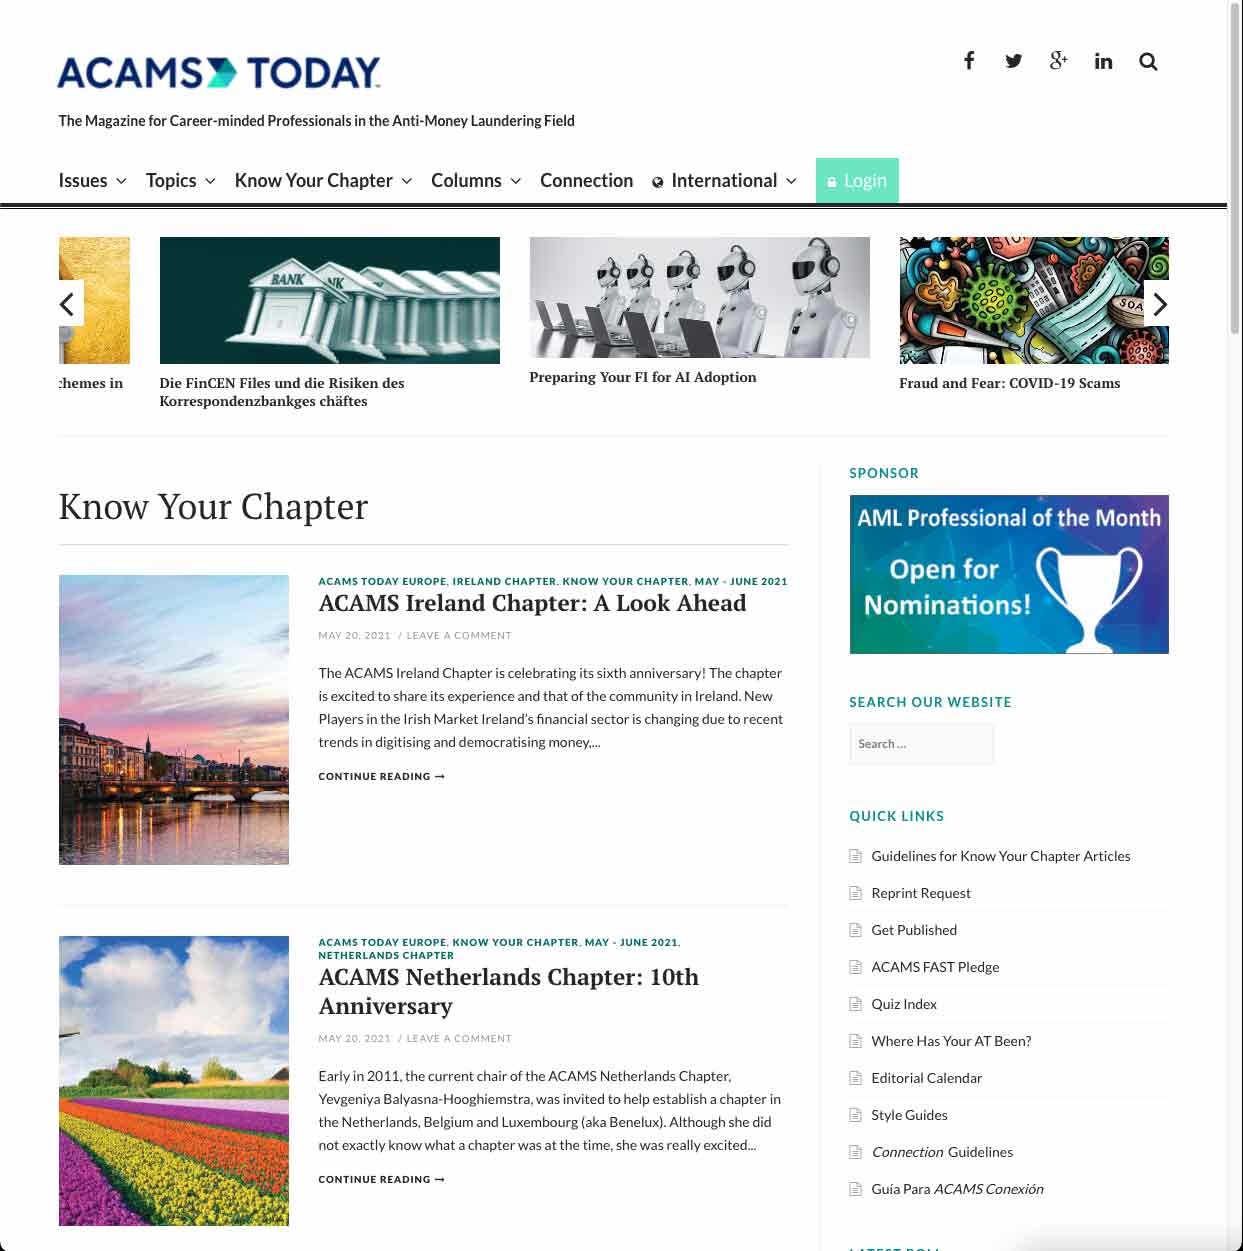 ACAMS TODAY
The Magazine for Career-minded Professionals in the Anti-Money Laundering Field
Issues Topics Know Your Chapter Columns Connection International Login
BANK NK
STOP
SOAP
chemes in
Die FinCEN Files und die Risiken des
Korrespondenzbankges chäftes
Preparing Your FI for AI Adoption
Fraud and Fear: COVID-19 Scams
Know Your Chapter
ACAMS TODAY EUROPE, IRELAND CHAPTER, KNOW YOUR CHAPTER, MAY - JUNE 2021
ACAMS Ireland Chapter: A Look Ahead
MAY 20, 2021 / LEAVE A COMMENT
The ACAMS Ireland Chapter is celebrating its sixth anniversary! The chapter
is excited to share its experience and that of the community in Ireland. New
Players in the Irish Market Ireland's financial sector is changing due to recent
trends in digitising and democratising money,...
CONTINUE READING →
ACAMS TODAY EUROPE, KNOW YOUR CHAPTER, MAY - JUNE 2021,
NETHERLANDS CHAPTER
ACAMS Netherlands Chapter: 10th
Anniversary
MAY 20, 2021 / LEAVE A COMMENT
Early in 2011, the current chair of the ACAMS Netherlands Chapter,
Yevgeniya Balyasna-Hooghiemstra, was invited to help establish a chapter in
the Netherlands, Belgium and Luxembourg (aka Benelux). Although she did
not exactly know what a chapter was at the time, she was really excited...
CONTINUE READING →
SPONSOR
AML Professional of the Month
Open for
Nominations!
SEARCH OUR WEBSITE
Search ...
QUICK LINKS
Guidelines for Know Your Chapter Articles
Reprint Request
Get Published
ACAMS FAST Pledge
Quiz Index
Where Has Your AT Been?
Editorial Calendar
Style Guides
Connection Guidelines
Guía Para ACAMS Conexión
LATEST POLL